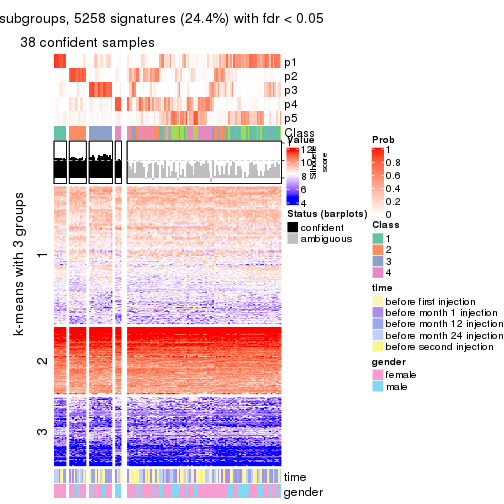 subgroups, 5258 signatures (24.4%) with fdr < 0.05
38 confident samples
p1
p2
p3
p4
p5
Class
Value
12
10
8
6
4
Silhouette
score
Prob
1
0.8
0.6
0.4
0.2
0
Status (barplots)
confident
ambiguous
Class
1
2
3
4
time
before first injection
before month 1 injection
before month 12 injection
before month 24 injection
before second injection
gender
female
male
k-means with 3 groups
1
2
3
time
gender